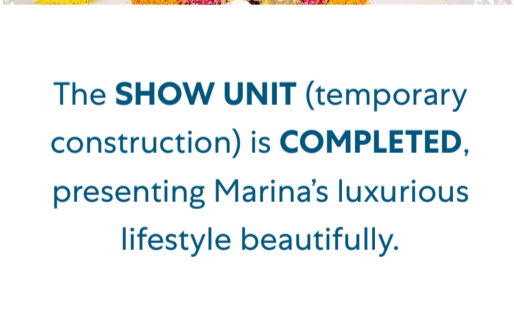 The SHOW UNIT (temporary
construction) is COMPLETED,
presenting Marina’s luxurious
lifestyle beautifully.